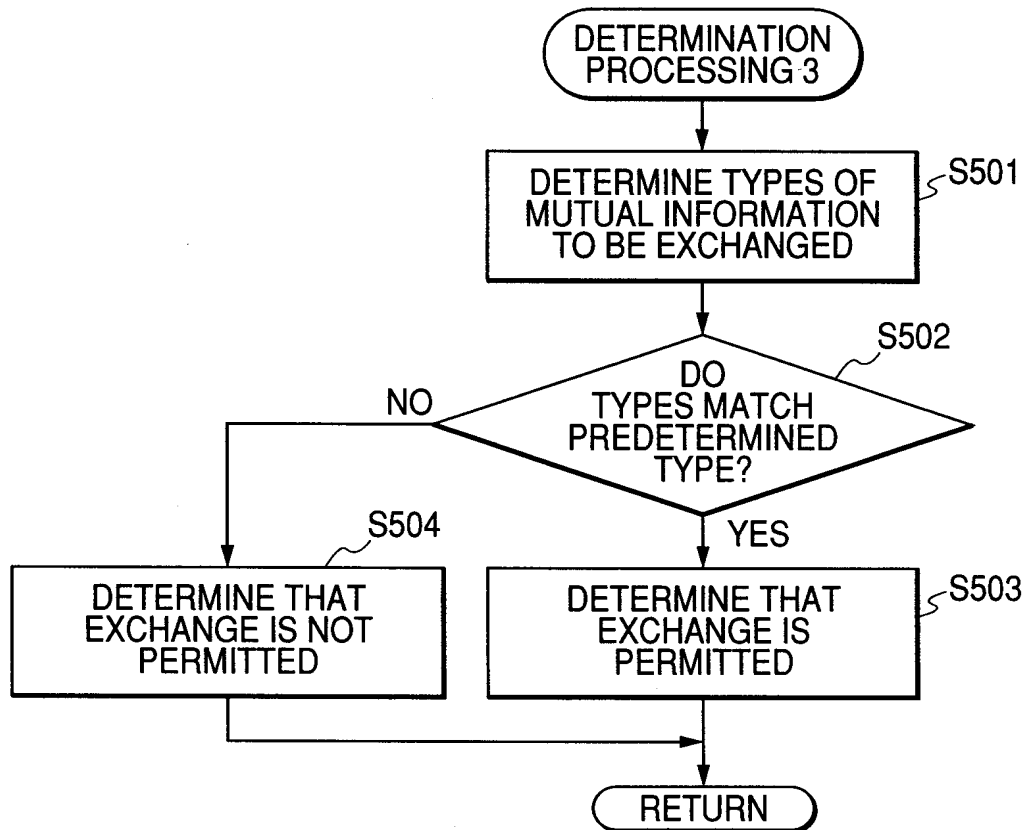 DETERMINATION
PROCESSING 3
S501
DETERMINE TYPES OF
MUTUAL INFORMATION
TO BE EXCHANGED
S502
DO
TYPES MATCH
PREDETERMINED
TYPE?
NO
YES
S504
DETERMINE THAT
EXCHANGE IS NOT
PERMITTED
S503
DETERMINE THAT
EXCHANGE IS
PERMITTED
RETURN